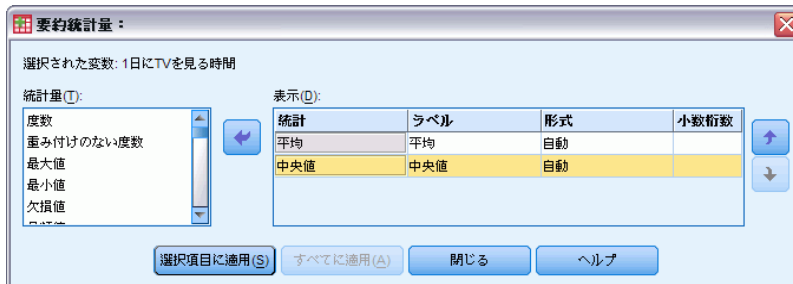 要約統計量：
選択された変数: 1日にTVを見る時間
統計量(T):
表示(D):
度数
重み付けのない度数
最大値
最小値
欠損値
統計 ラベル 形式 小数桁数
平均 平均 自動
中央値 中央値 自動
選択項目に適用(S) すべてに適用(A) 閉じる ヘルプ